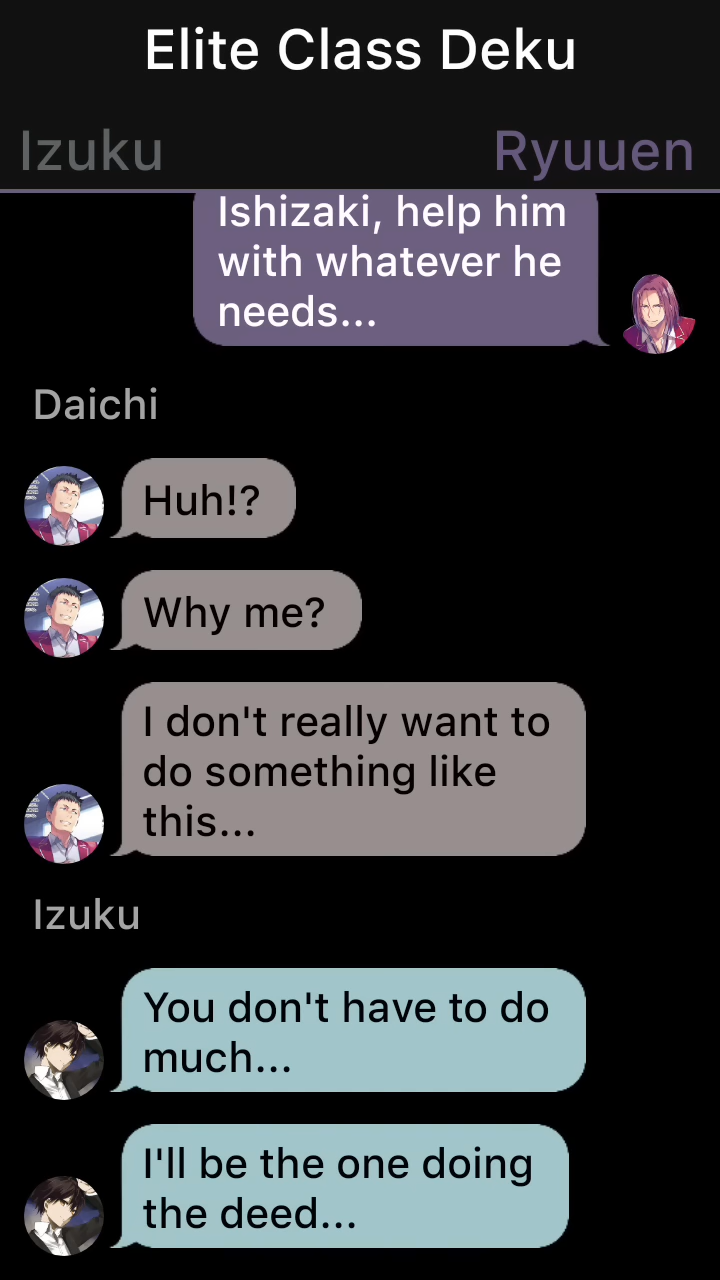 Elite Class Deku
Izuku
Ryuuen
Ishizaki, help him
with whatever he
needs...
Daichi
Huh!?
Why me?
I don't really want to
do something like
this...
Izuku
You don't have to do
much...
I'll be the one doing
the deed...